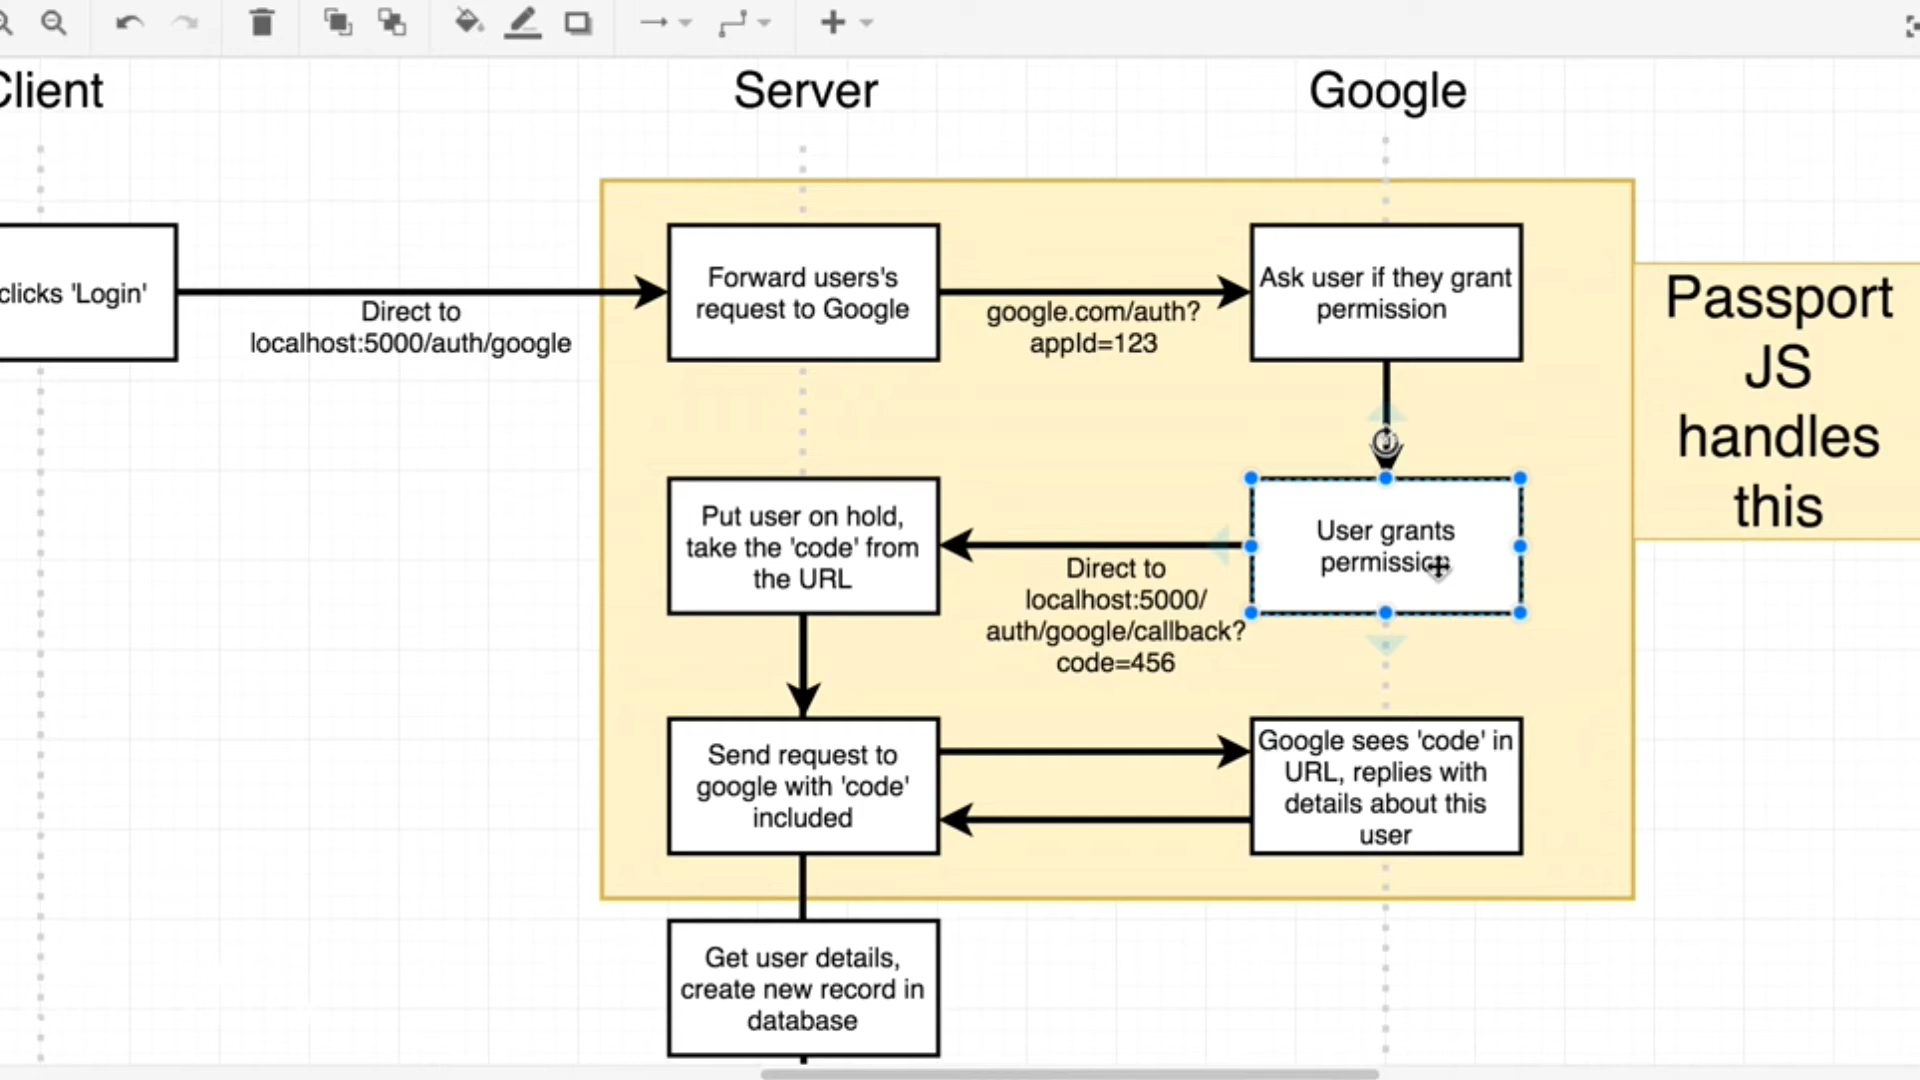 Client
Server
Google
clicks 'Login'
Direct to
localhost:5000/auth/google
Forward users's
request to Google
google.com/auth?
appId=123
Ask user if they grant
permission
Passport
JS
handles
this
Put user on hold,
take the 'code' from
the URL
Direct to
localhost:5000/
auth/google/callback?
code=456
User grants
permission
Send request to
google with 'code'
included
Google sees 'code' in
URL, replies with
details about this
user
Get user details,
create new record in
database